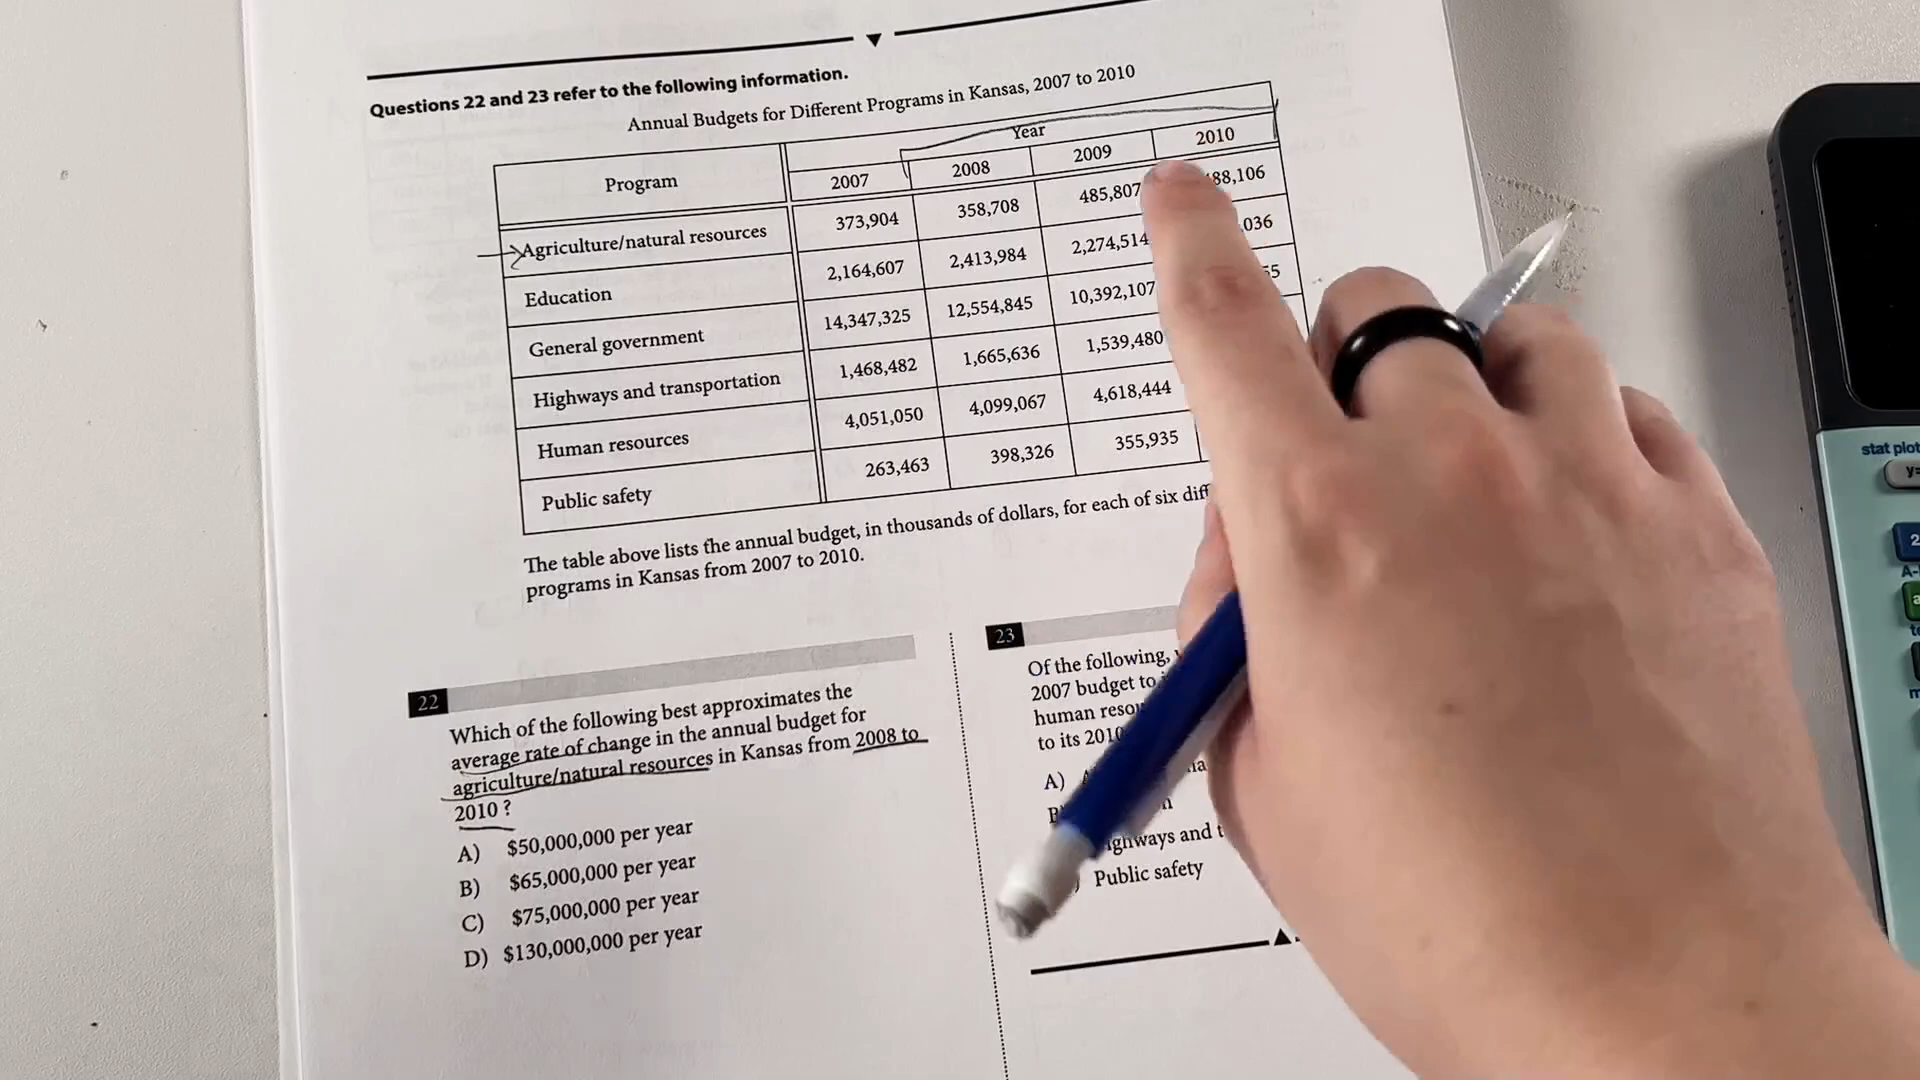 Questions 22 and 23 refer to the following information.
Annual Budgets for Different Programs in Kansas, 2007 to 2010
Year
Program 2007 2008 2009 2010
Agriculture/natural resources 373,904 358,708 485,807 88,106
Education 2,164,607 2,413,984 2,274,514 ,036
General government 14,347,325 12,554,845 10,392,107 55
Highways and transportation 1,468,482 1,665,636 1,539,480
Human resources 4,051,050 4,099,067 4,618,444
Public safety 263,463 398,326 355,935
The table above lists the annual budget, in thousands of dollars, for each of six
programs in Kansas from 2007 to 2010.
22
Which of the following best approximates the
average rate of change in the annual budget for
agriculture/natural resources in Kansas from 2008 to
2010 ?
A) $50,000,000 per year
B) $65,000,000 per year
C) $75,000,000 per year
D) $130,000,000 per year
23
Of the following,
2007 budget to
human
to its 2010
A)
B
ghways and t
Public safety
stat plot
y=
2